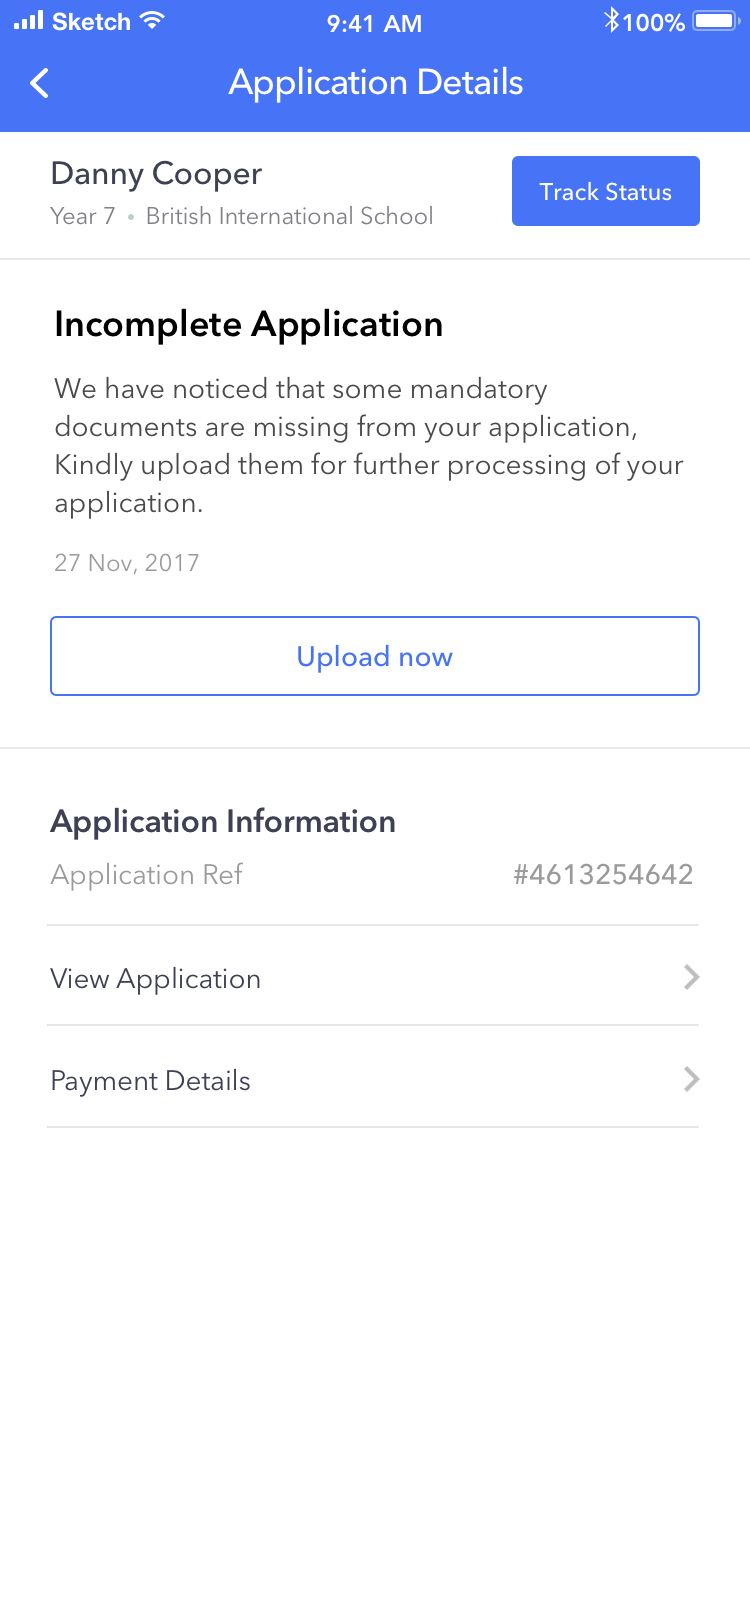 Sketch 9:41 AM 100%
Application Details
Danny Cooper
Track Status
Year 7 • British International School
Incomplete Application
We have noticed that some mandatory
documents are missing from your application,
Kindly upload them for further processing of your
application.
27 Nov, 2017
Upload now
Application Information
Application Ref #4613254642
View Application
Payment Details